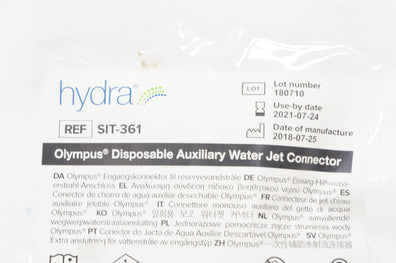 hydra
LOT Lot number
180710
Use-by date
2021-07-24
Date of manufacture
2018-07-25
REF SIT-361
Olympus® Disposable Auxiliary Water Jet Connector
DA Olympus® Engangskonnektor til reservevandstråle DE Olympus® Einweg-Hilfswasserstrahl-Anschluss
EL Αναλώσιμη σύνδεση πίδακα βοηθητικού νερού Olympus® ES
Conector de chorro de agua auxiliar desechable Olympus® FR Connecteur de jet d'eau
auxiliaire jetable Olympus® IT Connettore monouso ausiliario del getto di acqua
Olympus® KO Olympus® 일회용 보조 워터젯 커넥터 NL Olympus® aanvullende
wegwerpwaterstraalaansluiting PL Jednorazowe pomocnicze złącze strumienia wody
Olympus® PT Conector de Jacto de Água Auxiliar Descartável Olympus® SV Olympus®
Extra anslutning för vattenstråle av engångstyp ZH Olympus® 一次性辅助水射流连接器